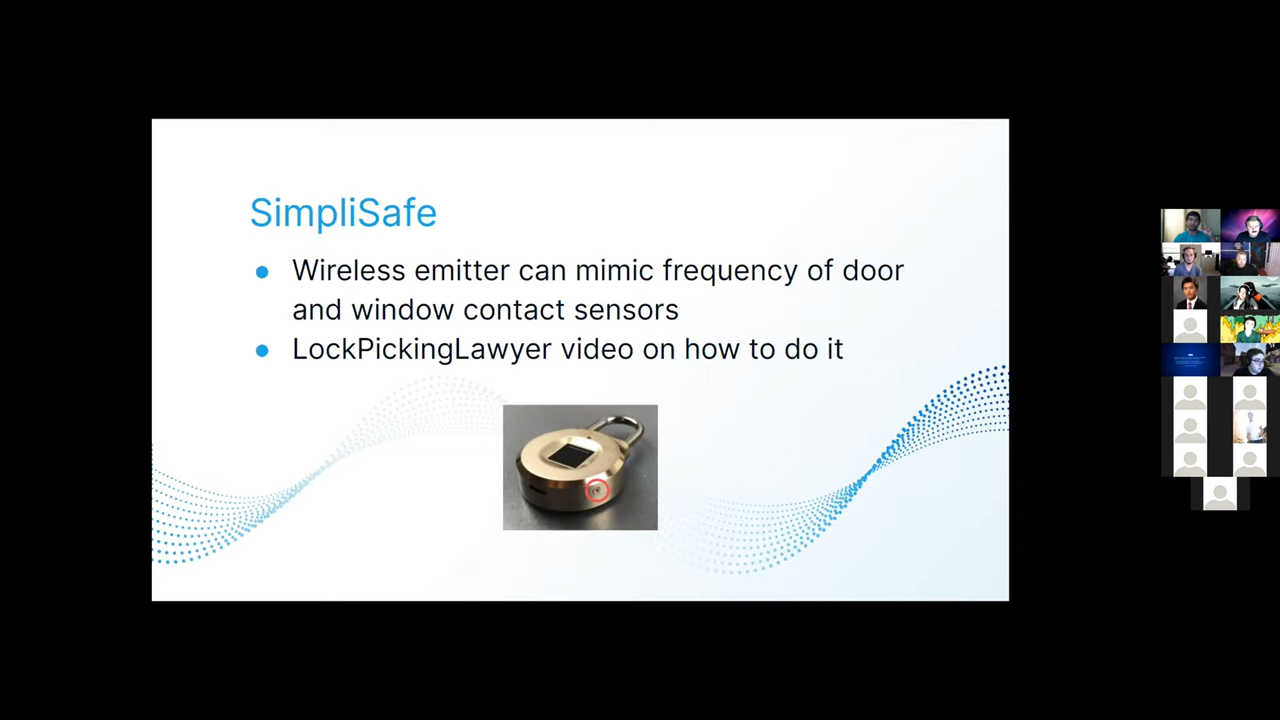 SimpliSafe
● Wireless emitter can mimic frequency of door
and window contact sensors
● LockPickingLawyer video on how to do it